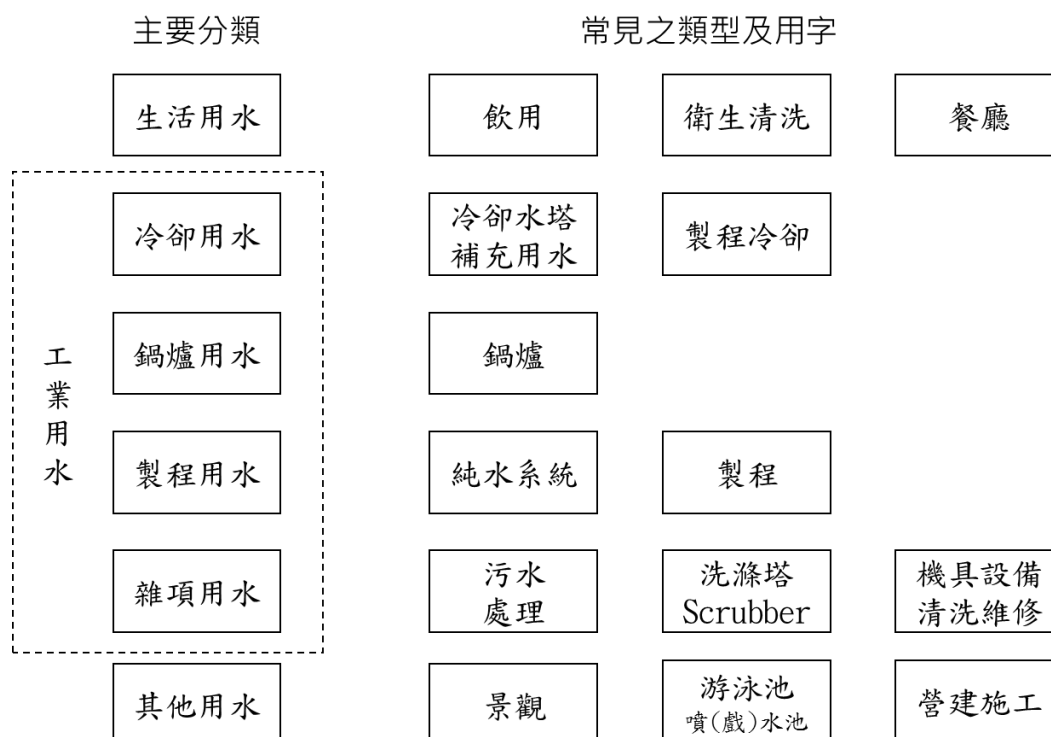 主要分類 常見之類型及用字
生活用水 飲用 衛生清洗 餐廳
冷卻用水 冷卻水塔
補充用水 製程冷卻
工業用水
鍋爐用水 鍋爐
製程用水 純水系統 製程
雜項用水 污水
處理 洗滌塔
Scrubber 機具設備
清洗維修
其他用水 景觀 游泳池
噴(戲)水池 營建施工